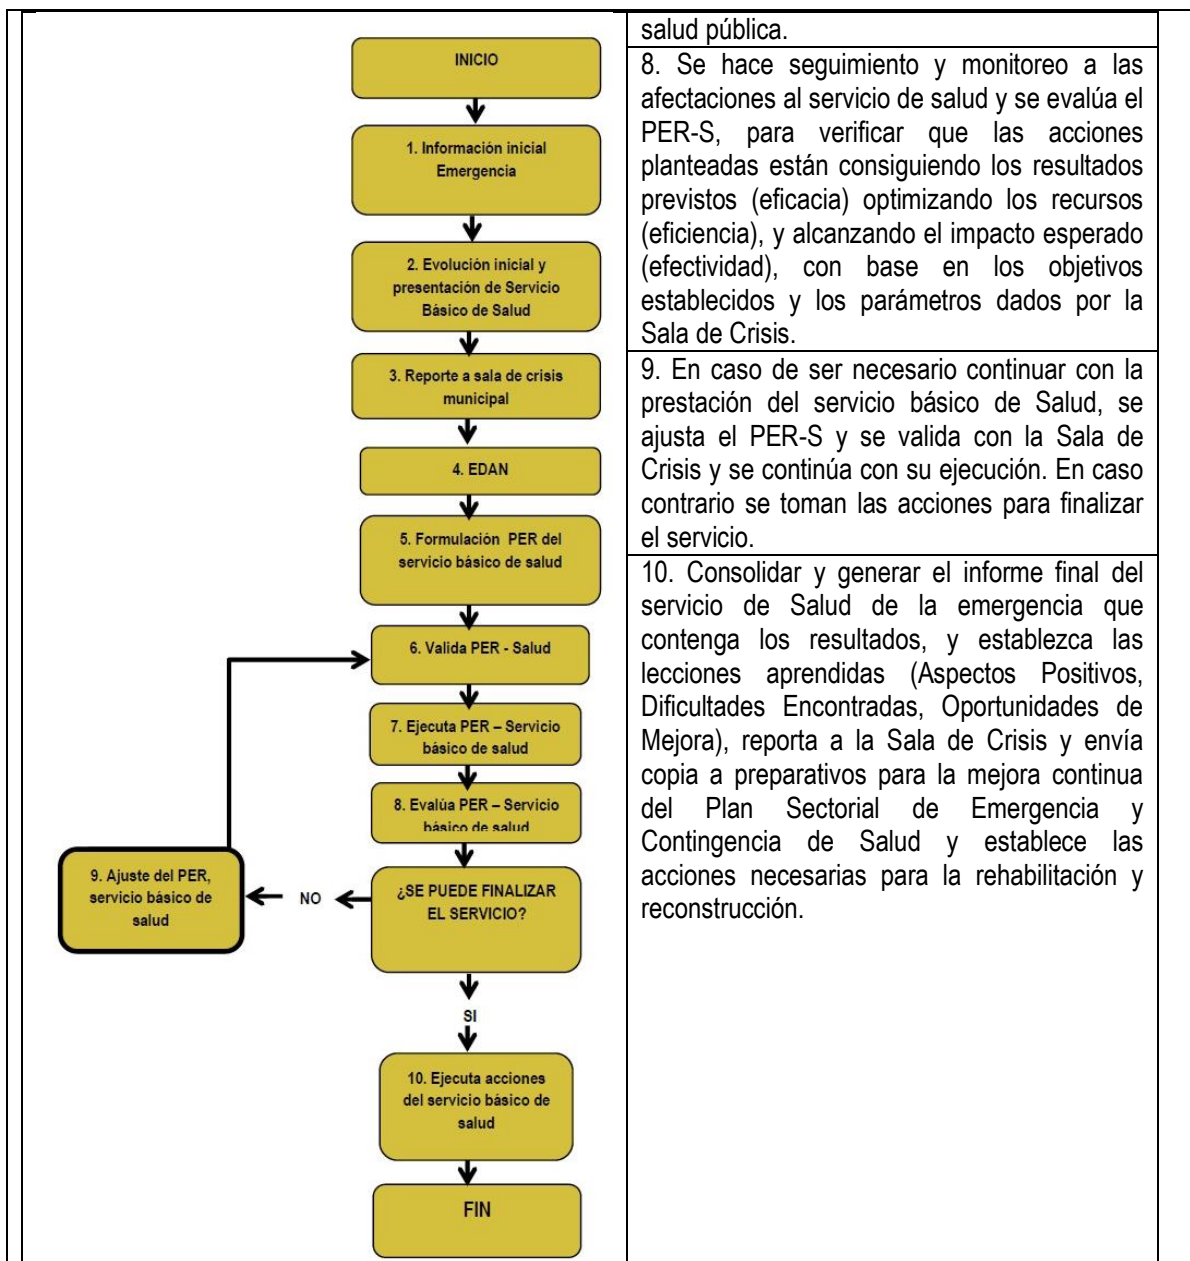 INICIO
1. Información inicial
Emergencia
2. Evolución inicial y
presentación de Servicio
Básico de Salud
3. Reporte a sala de crisis
municipal
4. EDAN
5. Formulación PER del
servicio básico de salud
6. Valida PER - Salud
7. Ejecuta PER – Servicio
básico de salud
8. Evalúa PER – Servicio
básico de salud
¿SE PUEDE FINALIZAR
EL SERVICIO?
NO
9. Ajuste del PER,
servicio básico de
salud
SI
10. Ejecuta acciones
del servicio básico de
salud
FIN
salud pública.
8. Se hace seguimiento y monitoreo a las
afectaciones al servicio de salud y se evalúa el
PER-S, para verificar que las acciones
planteadas están consiguiendo los resultados
previstos (eficacia) optimizando los recursos
(eficiencia), y alcanzando el impacto esperado
(efectividad), con base en los objetivos
establecidos y los parámetros dados por la
Sala de Crisis.
9. En caso de ser necesario continuar con la
prestación del servicio básico de Salud, se
ajusta el PER-S y se valida con la Sala de
Crisis y se continúa con su ejecución. En caso
contrario se toman las acciones para finalizar
el servicio.
10. Consolidar y generar el informe final del
servicio de Salud de la emergencia que
contenga los resultados, y establezca las
lecciones aprendidas (Aspectos Positivos,
Dificultades Encontradas, Oportunidades de
Mejora), reporta a la Sala de Crisis y envía
copia a preparativos para la mejora continua
del Plan Sectorial de Emergencia y
Contingencia de Salud y establece las
acciones necesarias para la rehabilitación y
reconstrucción.